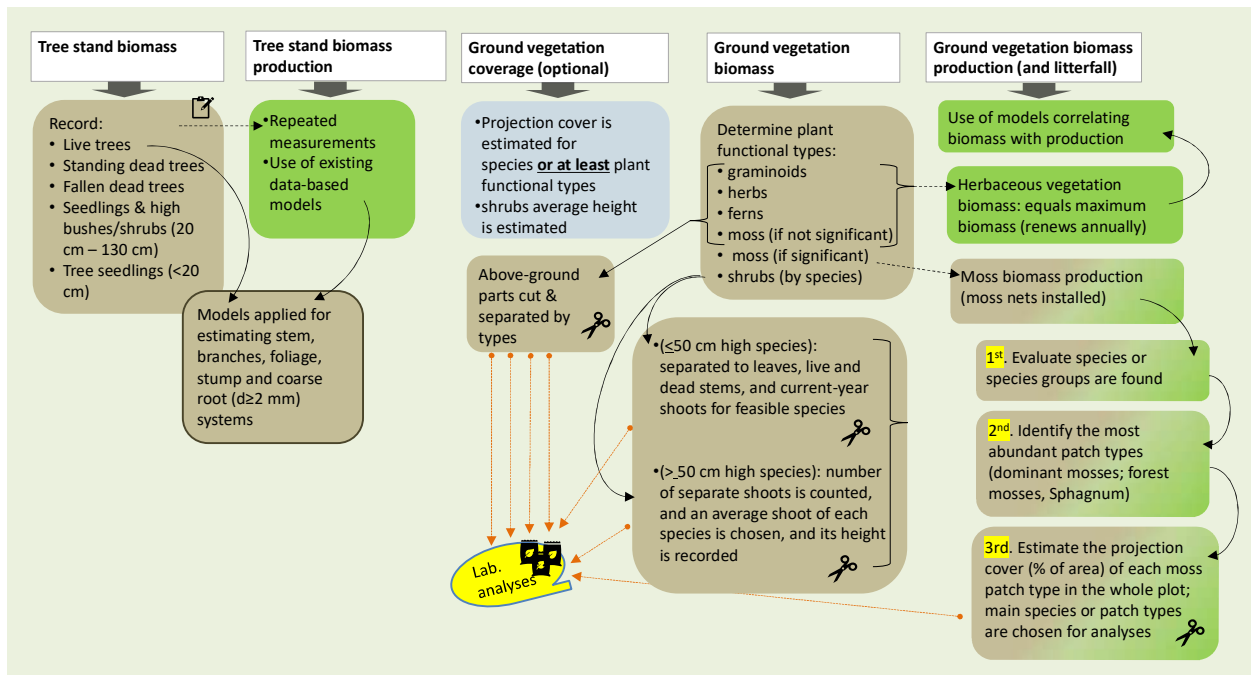 Tree stand biomass
Record:
• Live trees
• Standing dead trees
• Fallen dead trees
• Seedlings & high
bushes/shrubs (20
cm – 130 cm)
• Tree seedlings (<20
cm)
Tree stand biomass
production
•Repeated
measurements
•Use of existing
data-based
models
Models applied for
estimating stem,
branches, foliage,
stump and coarse
root (d≥2 mm)
systems
Ground vegetation
coverage (optional)
•Projection cover is
estimated for
species or at least plant
functional types
•shrubs average height
is estimated
Above-ground
parts cut &
separated by
types
Lab.
analyses
Ground vegetation
biomass
Determine plant
functional types:
• graminoids
• herbs
• ferns
• moss (if not significant)
• moss (if significant)
• shrubs (by species)
•(≤50 cm high species):
separated to leaves, live and
dead stems, and current-year
shoots for feasible species
•(>_50 cm high species): number
of separate shoots is counted,
and an average shoot of each
species is chosen, and its height
is recorded
Ground vegetation biomass
production (and litterfall)
Use of models correlating
biomass with production
Herbaceous vegetation
biomass: equals maximum
biomass (renews annually)
Moss biomass production
(moss nets installed)
1st. Evaluate species or
species groups are found
2nd. Identify the most
abundant patch types
(dominant mosses; forest
mosses, Sphagnum)
3rd. Estimate the projection
cover (% of area) of each moss
patch type in the whole plot;
main species or patch types
are chosen for analyses